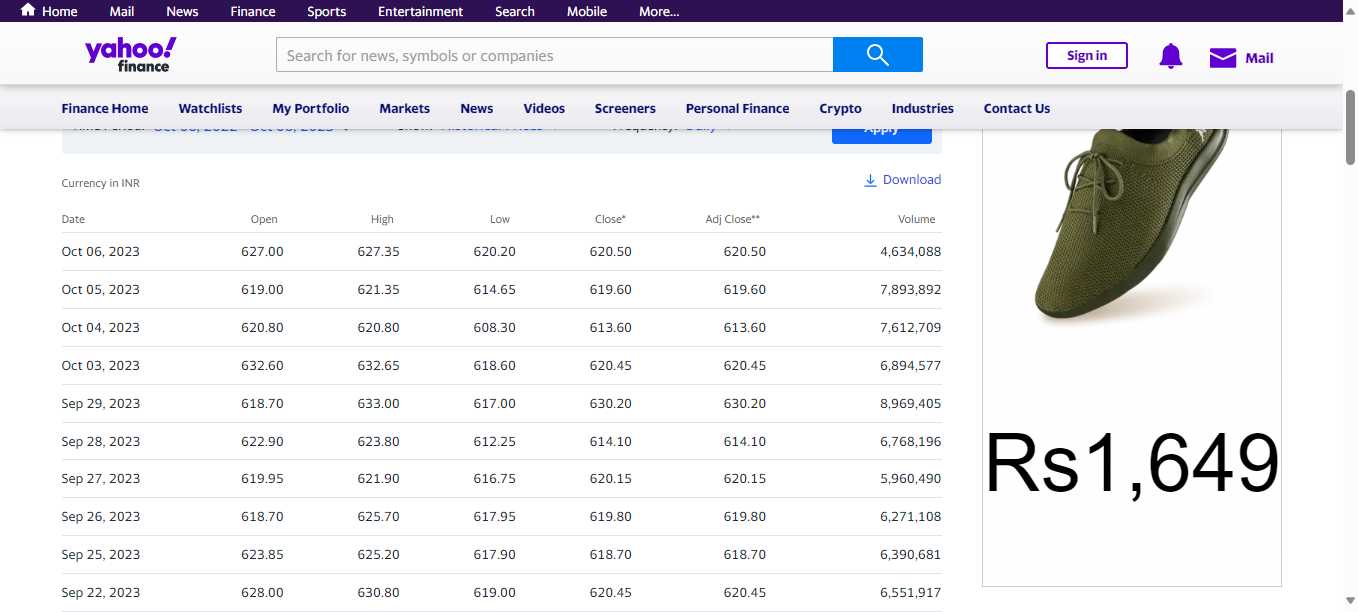 Home Mail News Finance Sports Entertainment Search Mobile More...
yahoo! finance
Search for news, symbols or companies
Sign in
Mail
Finance Home Watchlists My Portfolio Markets News Videos Screeners Personal Finance Crypto Industries Contact Us
Apply
Currency in INR
Download
Date Open High Low Close* Adj Close** Volume
Oct 06, 2023 627.00 627.35 620.20 620.50 620.50 4,634,088
Oct 05, 2023 619.00 621.35 614.65 619.60 619.60 7,893,892
Oct 04, 2023 620.80 620.80 608.30 613.60 613.60 7,612,709
Oct 03, 2023 632.60 632.65 618.60 620.45 620.45 6,894,577
Sep 29, 2023 618.70 633.00 617.00 630.20 630.20 8,969,405
Sep 28, 2023 622.90 623.80 612.25 614.10 614.10 6,768,196
Sep 27, 2023 619.95 621.90 616.75 620.15 620.15 5,960,490
Sep 26, 2023 618.70 625.70 617.95 619.80 619.80 6,271,108
Sep 25, 2023 623.85 625.20 617.90 618.70 618.70 6,390,681
Sep 22, 2023 628.00 630.80 619.00 620.45 620.45 6,551,917
Rs1,649